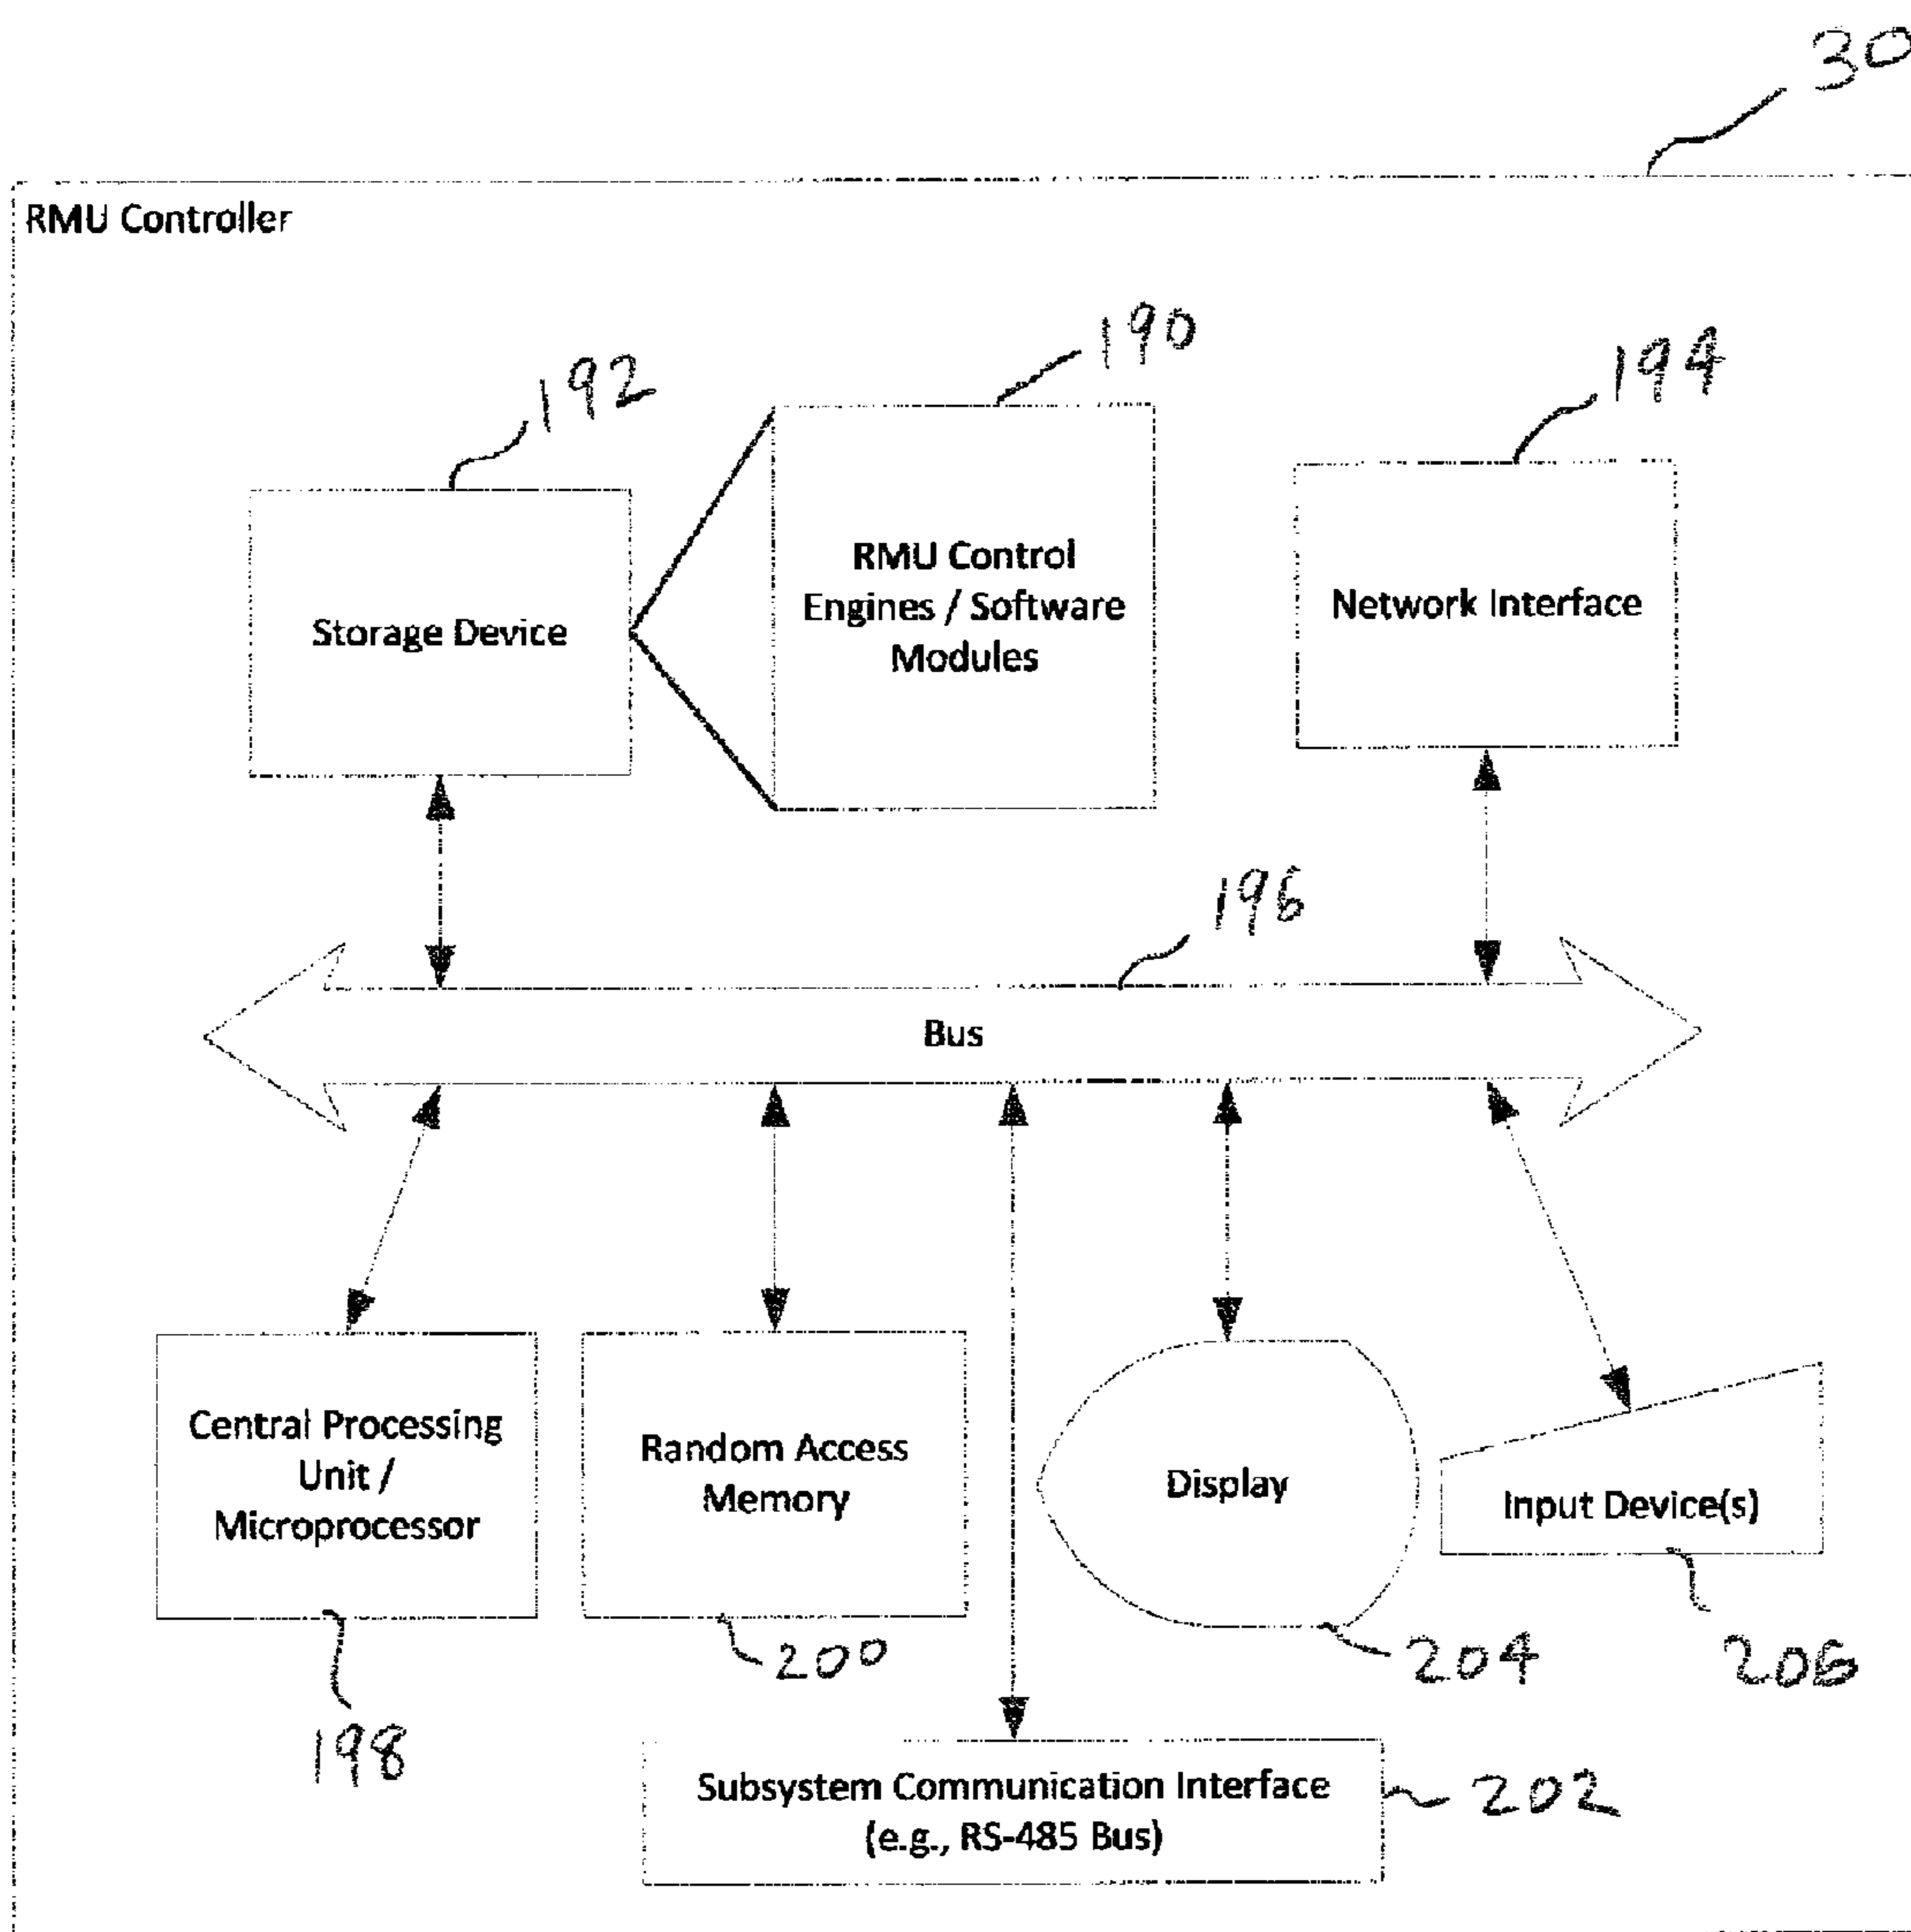 30
RMU Controller
190
192
194
RMU Control
Engines / Software
Modules
Storage Device
Network Interface
196
Bus
Central Processing
Unit /
Microprocessor
Random Access
Memory
Display
Input Device(s)
198
200
204
206
Subsystem Communication Interface
(e.g., RS-485 Bus)
202